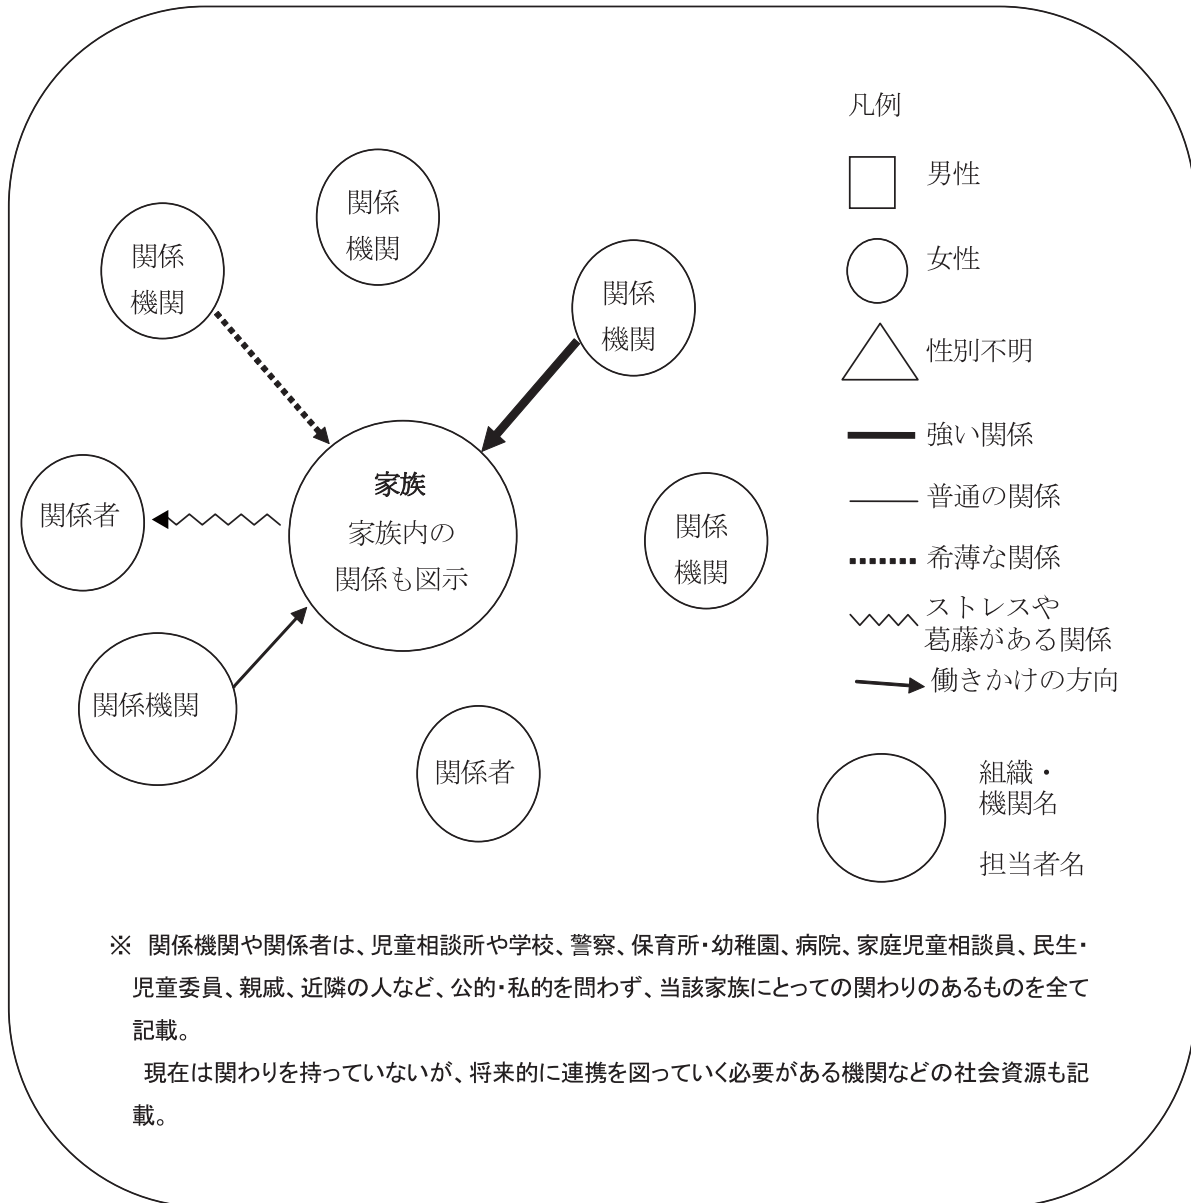 凡例
男性
女性
性別不明
強い関係
普通の関係
希薄な関係
ストレスや
葛藤がある関係
働きかけの方向
組織・
機関名
担当者名
関係
機関
関係
機関
関係
機関
関係者
家族
家族内の
関係も図示
関係
機関
関係機関
関係者
※ 関係機関や関係者は、児童相談所や学校、警察、保育所・幼稚園、病院、家庭児童相談員、民生・
児童委員、親戚、近隣の人など、公的・私的を問わず、当該家族にとっての関わりのあるものを全て
記載。
現在は関わりを持っていないが、将来的に連携を図っていく必要がある機関などの社会資源も記
載。